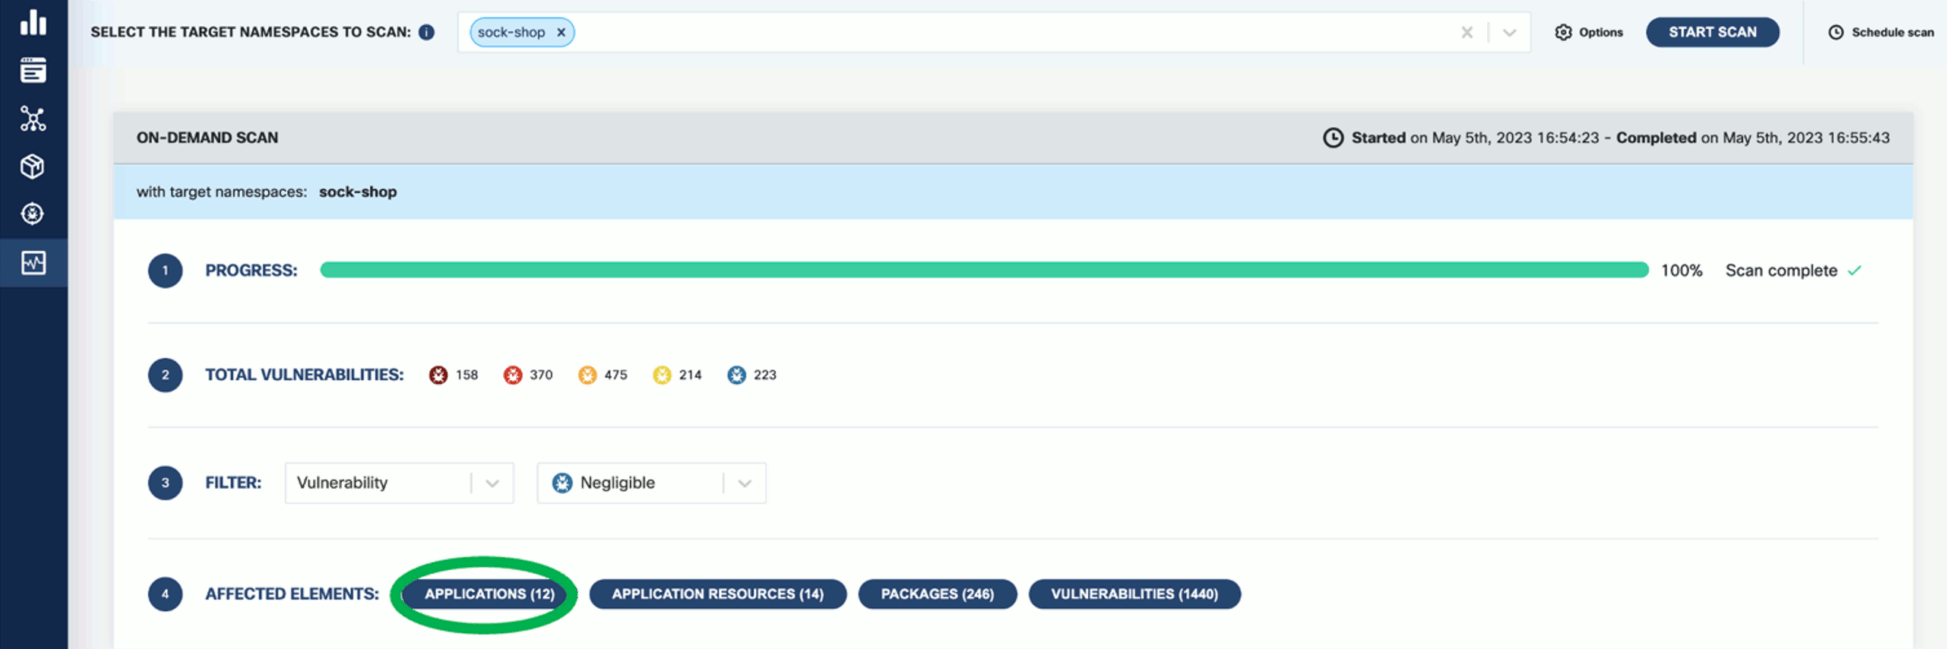 SELECT THE TARGET NAMESPACES TO SCAN: i sock-shop × Options START SCAN Schedule scan
ON-DEMAND SCAN Started on May 5th, 2023 16:54:23 - Completed on May 5th, 2023 16:55:43
with target namespaces: sock-shop
1 PROGRESS: 100% Scan complete
2 TOTAL VULNERABILITIES: 158 370 475 214 223
3 FILTER: Vulnerability Negligible
4 AFFECTED ELEMENTS: APPLICATIONS (12) APPLICATION RESOURCES (14) PACKAGES (246) VULNERABILITIES (1440)